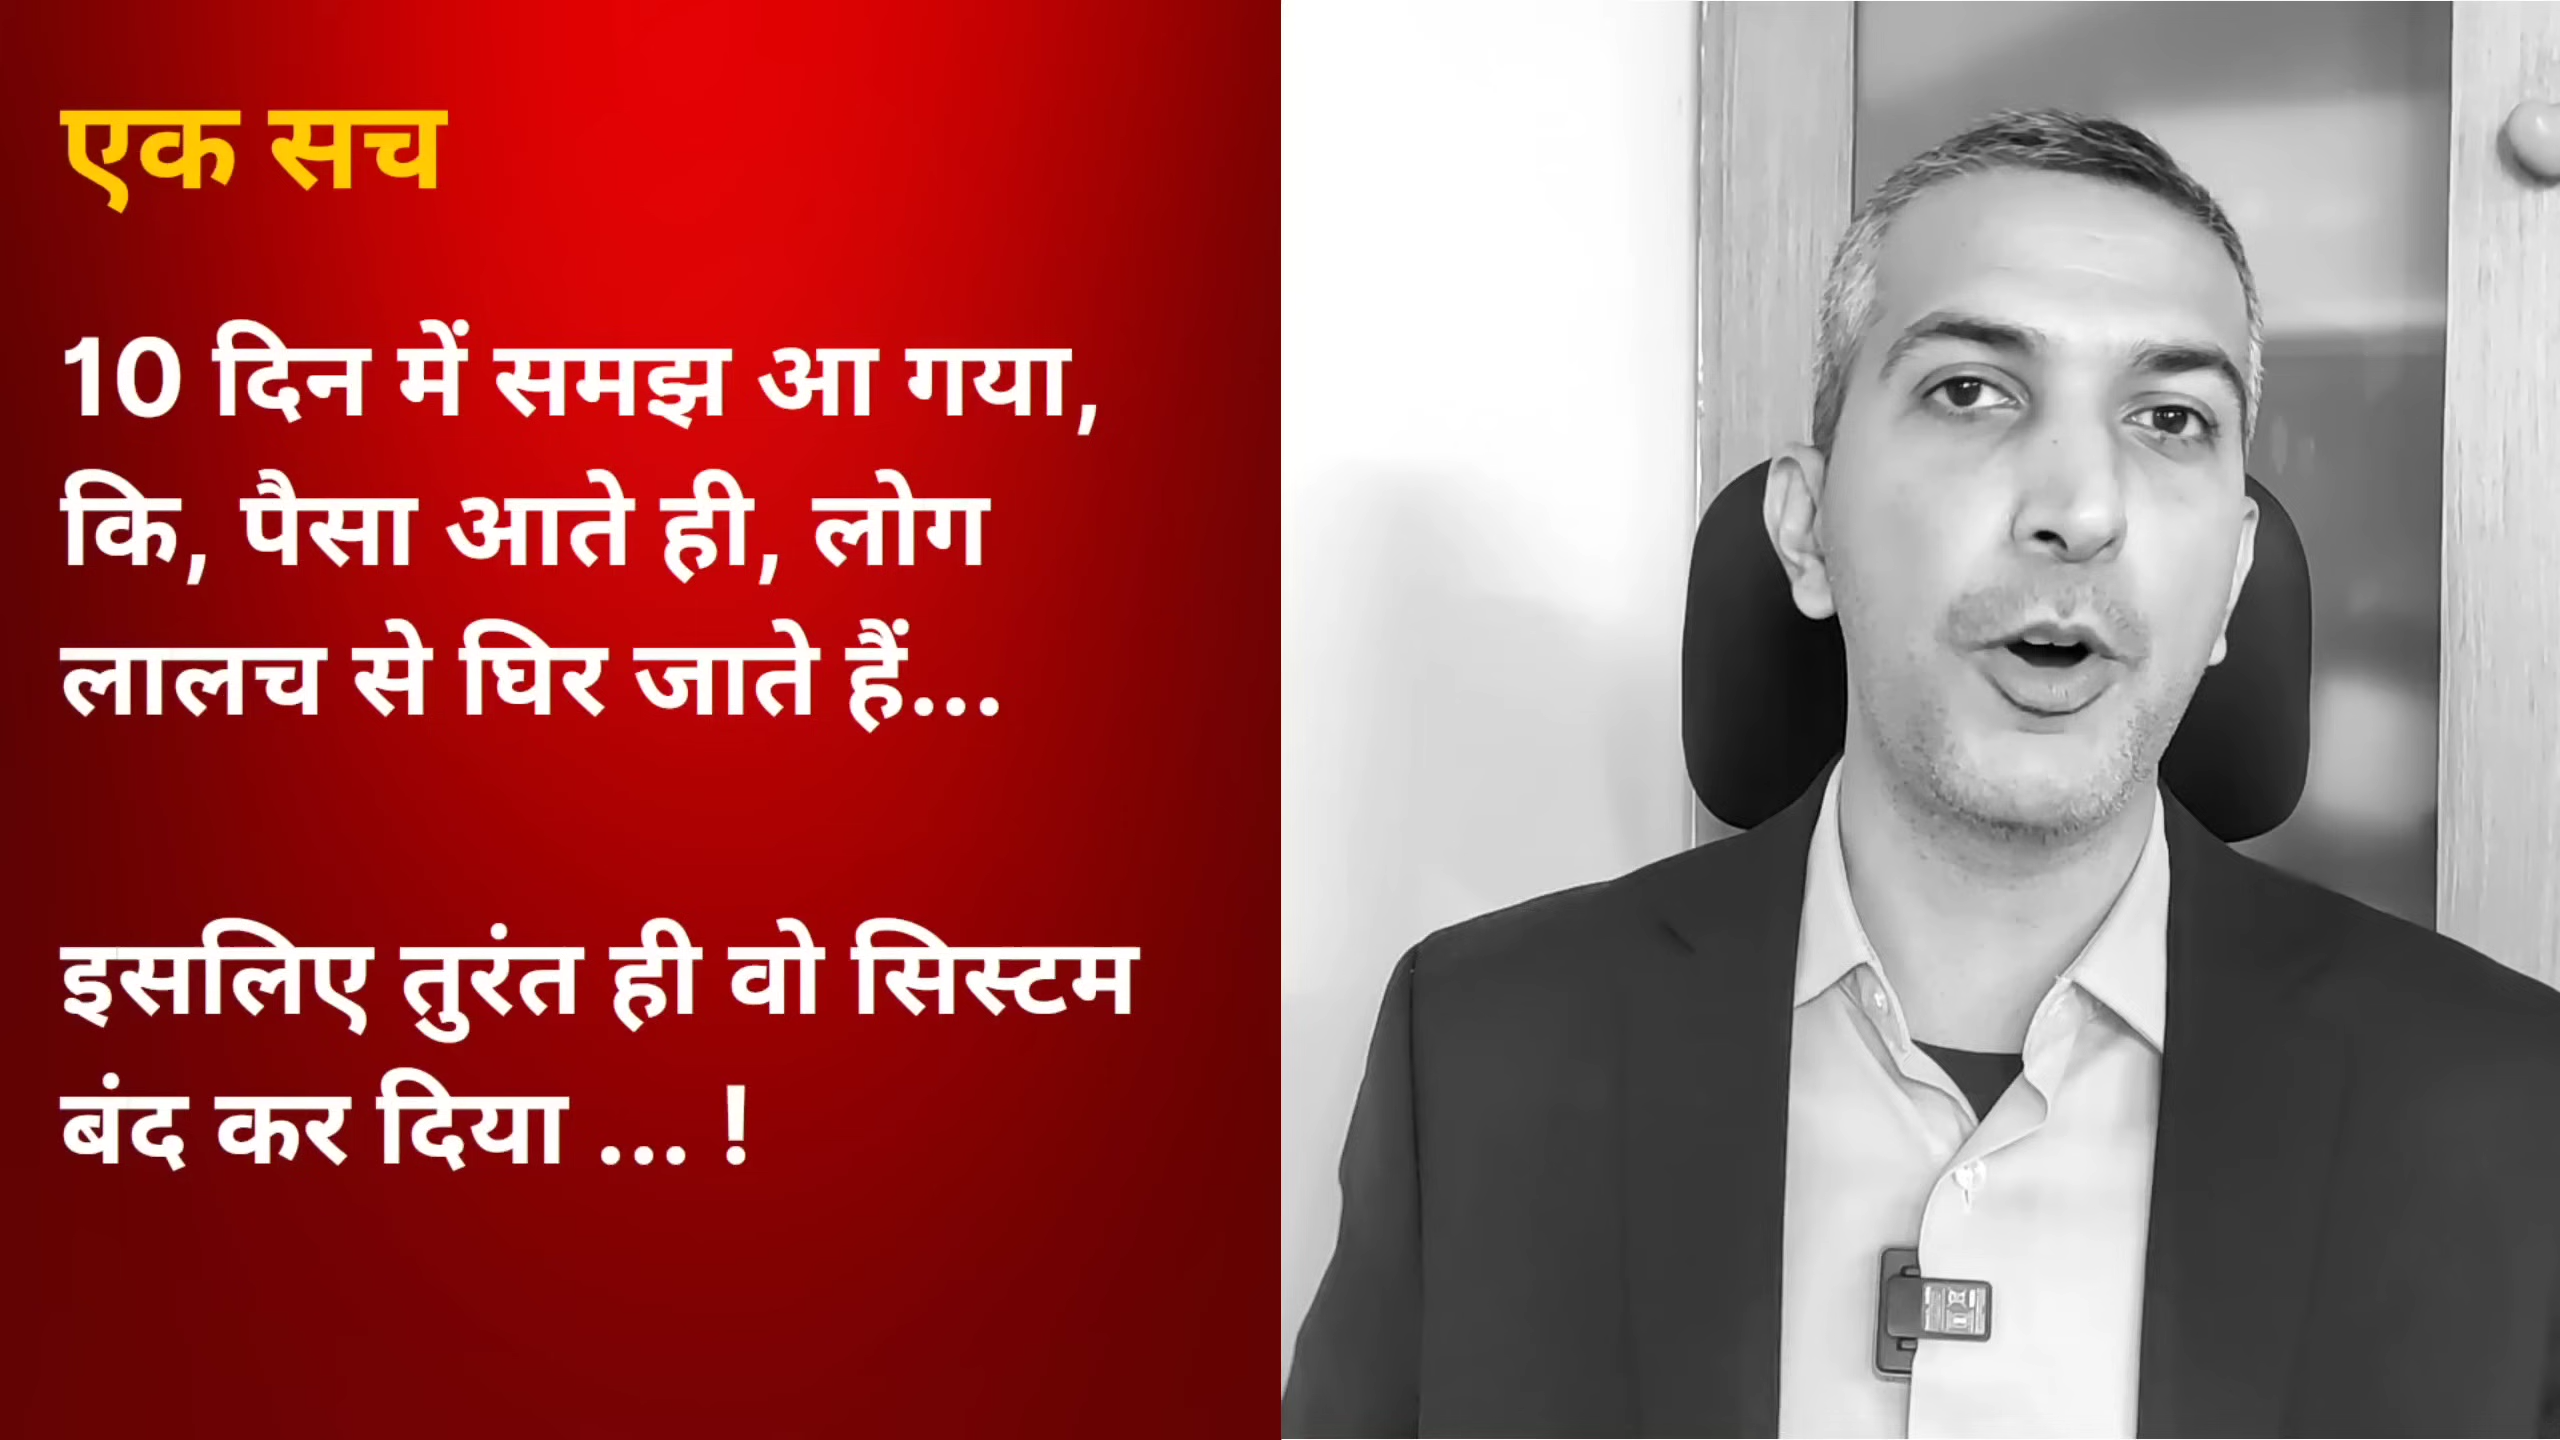 एक सच
10 दिन में समझ आ गया,
कि, पैसा आते ही, लोग
लालच से घिर जाते हैं...
इसलिए तुरंत ही वो सिस्टम
बंद कर दिया ... !